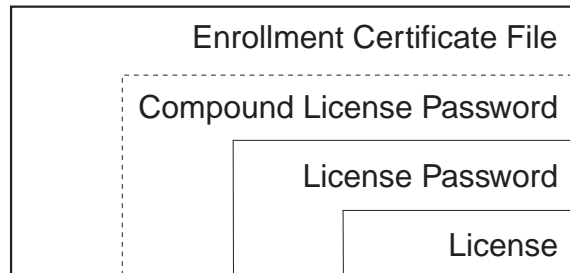 Enrollment Certificate File
Compound License Password
License Password
License